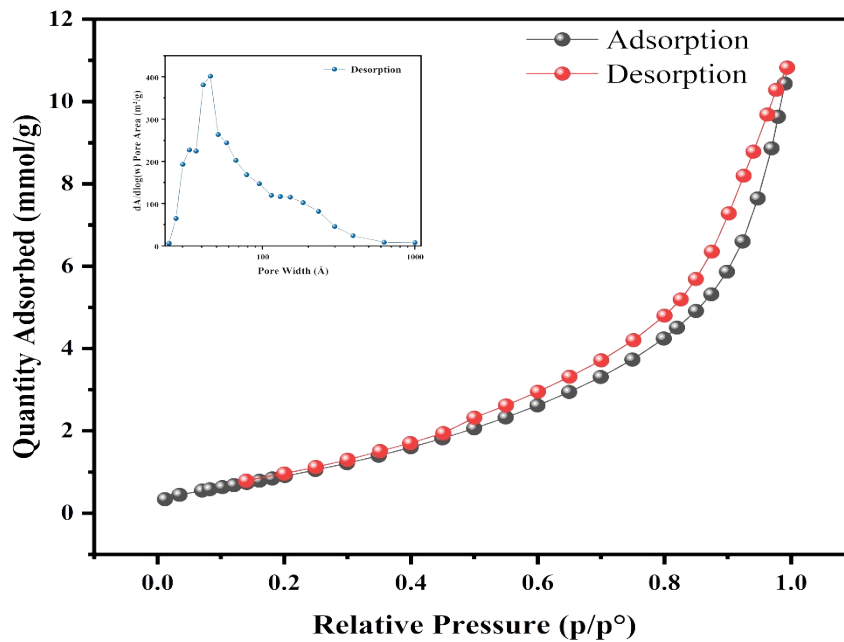 12
10
8
6
4
2
0
Quantity Adsorbed (mmol/g)
0.0 0.2 0.4 0.6 0.8 1.0
Relative Pressure (p/p°)
Adsorption
Desorption
400
300
200
100
0
dA/dlog(w) Pore Area (m²/g)
100 1000
Pore Width (Å)
Desorption